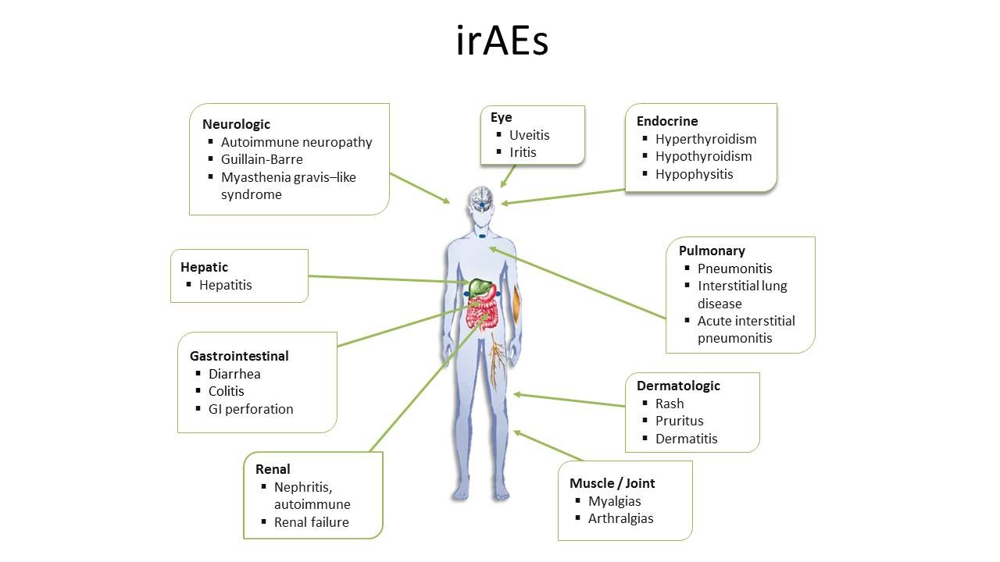 irAEs
Neurologic
▪ Autoimmune neuropathy
▪ Guillain-Barre
▪ Myasthenia gravis–like
syndrome
Eye
▪ Uveitis
▪ Iritis
Endocrine
▪ Hyperthyroidism
▪ Hypothyroidism
▪ Hypophysitis
Hepatic
▪ Hepatitis
Pulmonary
▪ Pneumonitis
▪ Interstitial lung
disease
▪ Acute interstitial
pneumonitis
Gastrointestinal
▪ Diarrhea
▪ Colitis
▪ GI perforation
Dermatologic
▪ Rash
▪ Pruritus
▪ Dermatitis
Renal
▪ Nephritis,
autoimmune
▪ Renal failure
Muscle / Joint
▪ Myalgias
▪ Arthralgias